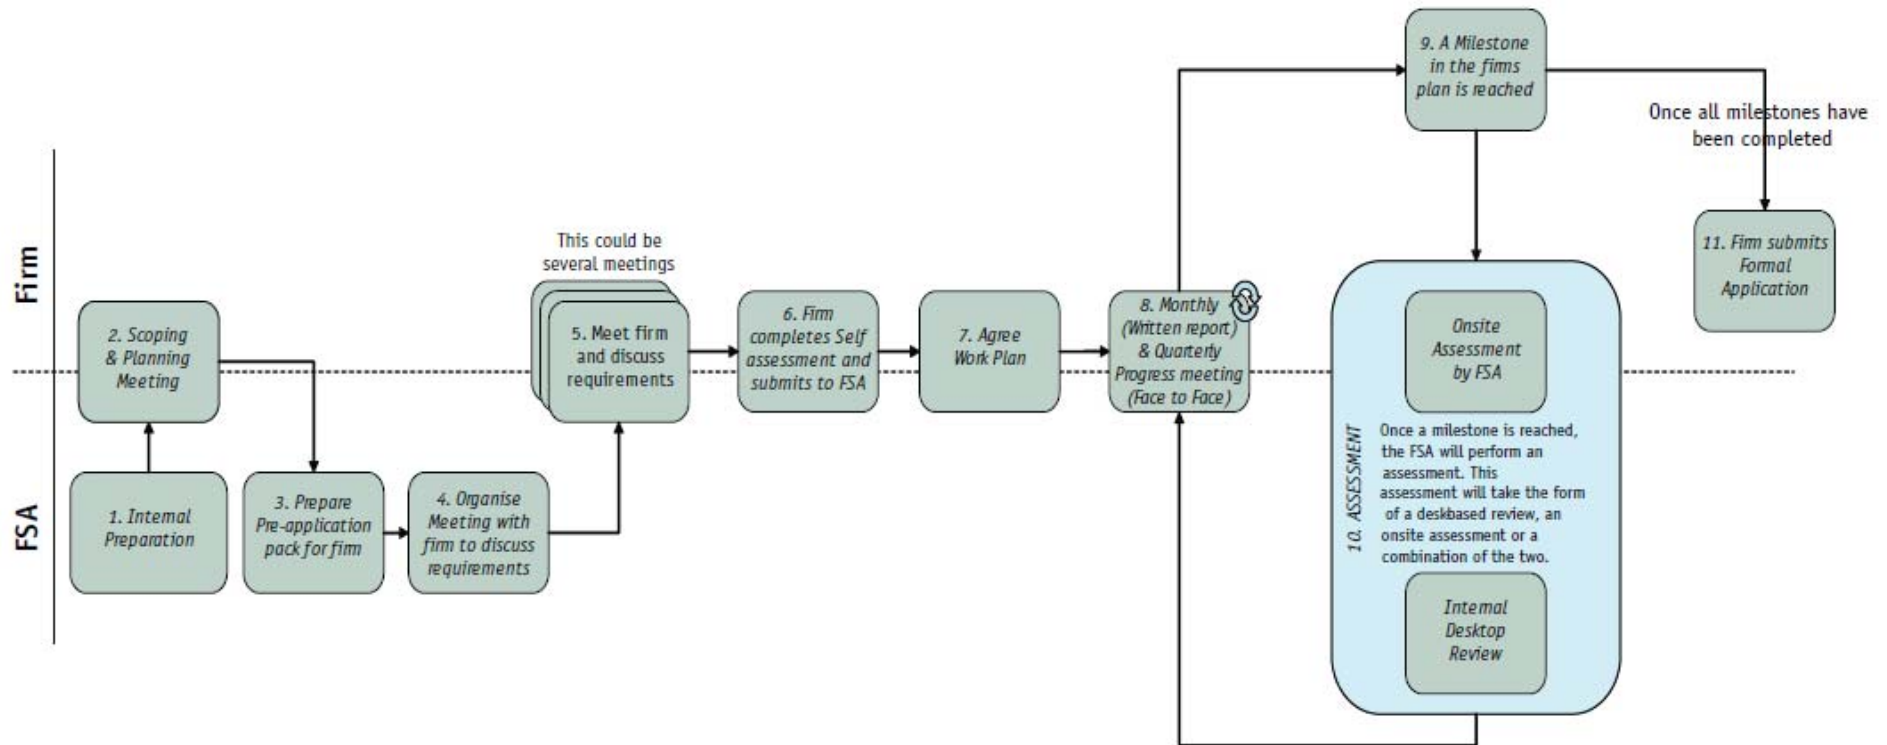 Firm
FSA
1. Internal
Preparation
2. Scoping
& Planning
Meeting
3. Prepare
Pre-application
pack for firm
4. Organise
Meeting with
firm to discuss
requirements
This could be
several meetings
5. Meet firm
and discuss
requirements
6. Firm
completes Self
assessment and
submits to FSA
7. Agree
Work Plan
8. Monthly
(Written report)
& Quarterly
Progress meeting
(Face to Face)
9. A Milestone
in the firms
plan is reached
10. ASSESSMENT
Onsite
Assessment
by FSA
Once a milestone is reached,
the FSA will perform an
assessment. This
assessment will take the form
of a deskbased review, an
onsite assessment or a
combination of the two.
Internal
Desktop
Review
Once all milestones have
been completed
11. Firm submits
Formal
Application